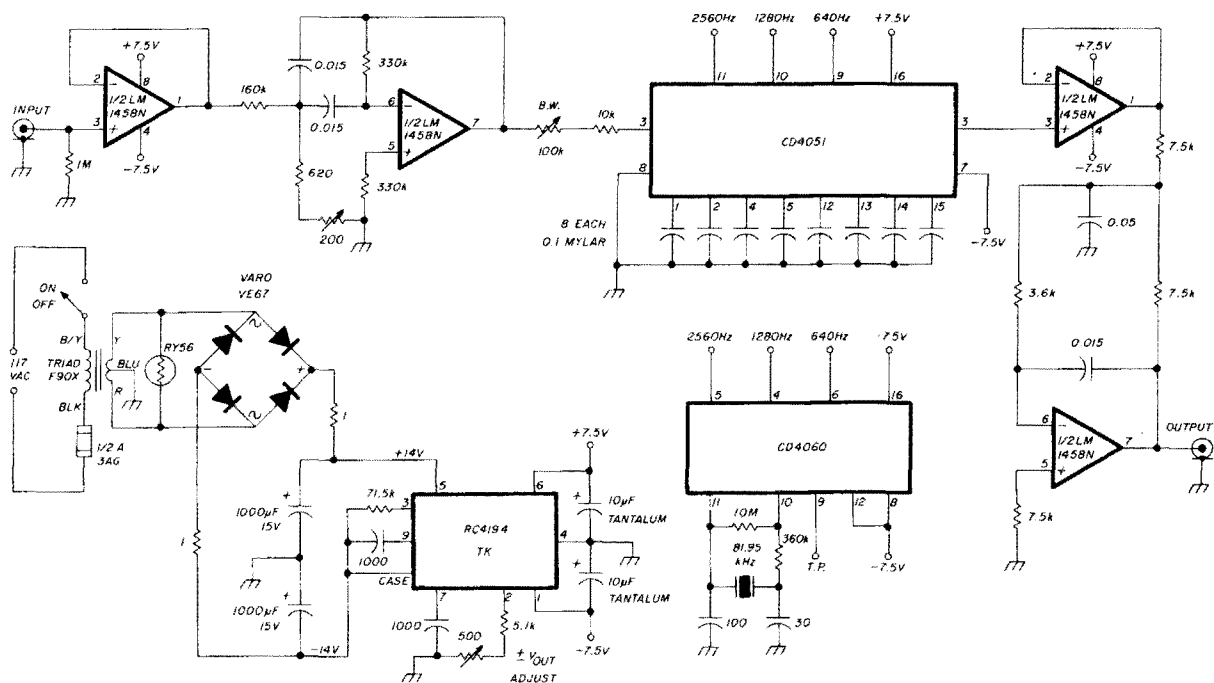 2560Hz 1280Hz 640Hz +7.5V
+7.5V
2 - 8 1
1/2 LM
1458N
3 + 4
-7.5V
INPUT
1M
160k
0.015
330k
0.015
6 -
1/2 LM
1458N
7
5 +
620
330k
200
B.W.
100k
10k
11 10 9 16
3 CD4051 3
8 7
1 2 4 5 12 13 14 15
8 EACH
0.1 MYLAR
-7.5V
+7.5V
2 - 8 1
1/2 LM
1458N
3 + 4
-7.5V
7.5k
0.05
3.6k
7.5k
0.015
6 -
1/2 LM
1458N
7
5 +
OUTPUT
7.5k
ON
OFF
117
VAC
B/Y
TRIAD
F90X
BLK
Y
BLU
R
1/2 A
3AG
RY56
VARO
VE67
~
- +
~
1
1
+14V
+
1000μF
15V
+
1000μF
15V
-14V
71.5k
1000
CASE
5 6
3
9 RC4194 4
TK
7 2 1
1000
500
5.1k
± VOUT
ADJUST
+7.5V
+
10μF
TANTALUM
+
10μF
TANTALUM
-7.5V
2560Hz 1280Hz 640Hz +7.5V
5 4 6 16
CD4060
11 10 9 12 8
10M
360k
81.95
kHz
T.P.
-7.5V
100
30